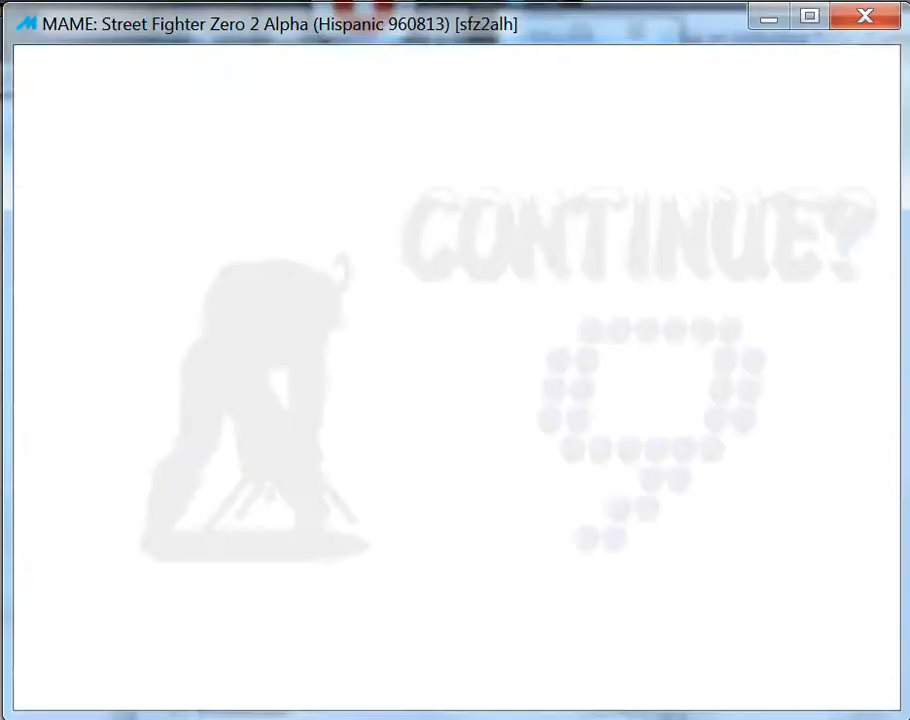 MAME: Street Fighter Zero 2 Alpha (Hispanic 960813) [sfz2alh]
CONTINUE?
9